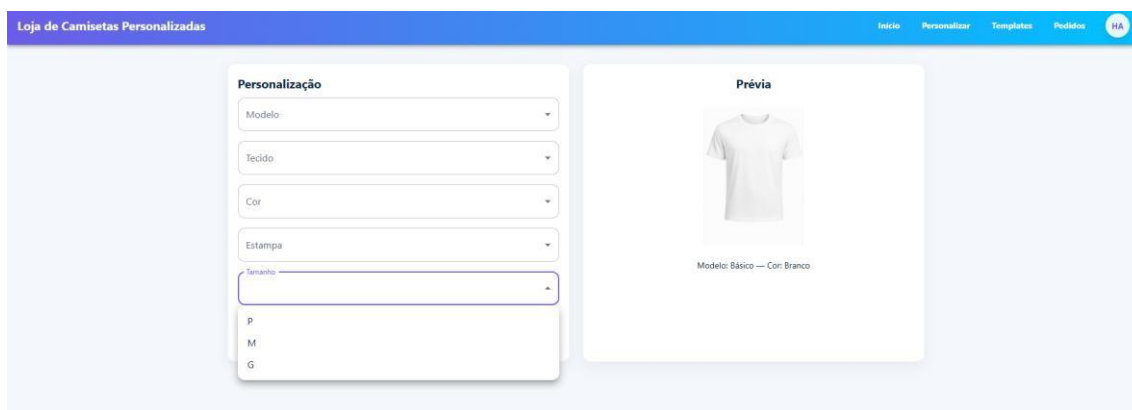 Loja de Camisetas Personalizadas
Início Personalizar Templates Pedidos HA
Personalização
Modelo
Tecido
Cor
Estampa
Tamanho
P
M
G
Prévia
Modelo: Básico — Cor: Branco